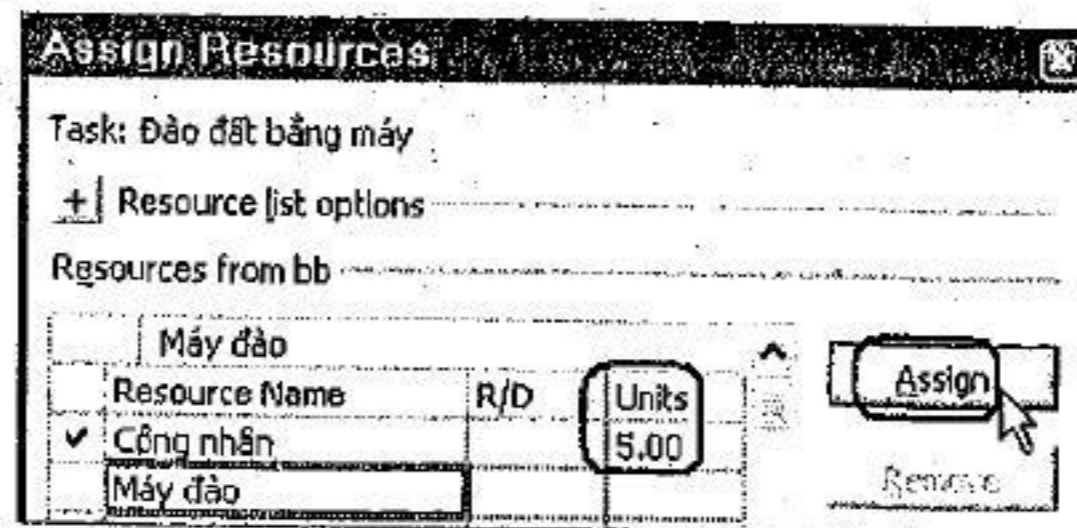 Assign Resources
Task: Đào đất bằng máy
+ Resource list options
Resources from bb
Máy đào
Resource Name R/D Units
✔ Công nhân 5.00
Máy đào
Assign
Remove